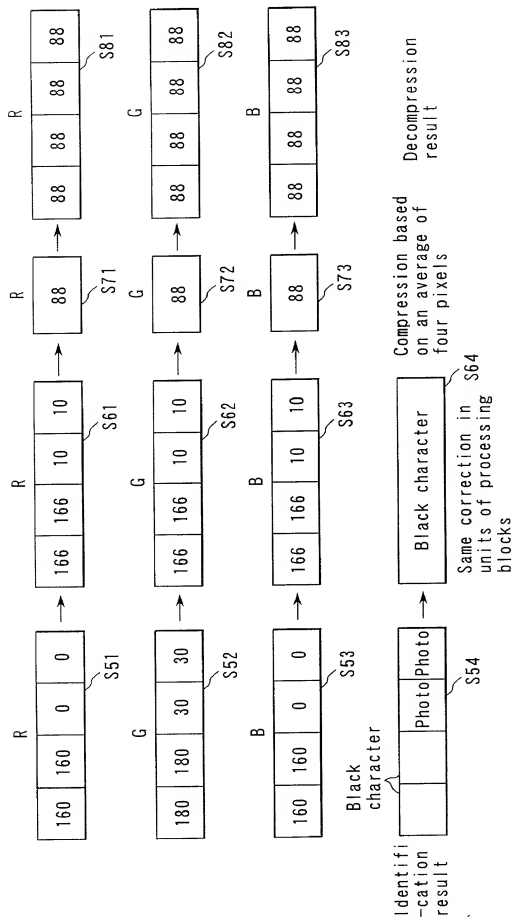 R
160 160 0 0
S51
R
166 166 10 10
S61
R
88
S71
R
88 88 88 88
S81
G
180 180 30 30
S52
G
166 166 10 10
S62
G
88
S72
G
88 88 88 88
S82
B
160 160 0 0
S53
B
166 166 10 10
S63
B
88
S73
B
88 88 88 88
S83
Black
character
Identifi
-cation
result
Photo Photo
S54
Black character
S64
Same correction in
units of processing
blocks
Compression based
on an average of
four pixels
Decompression
result